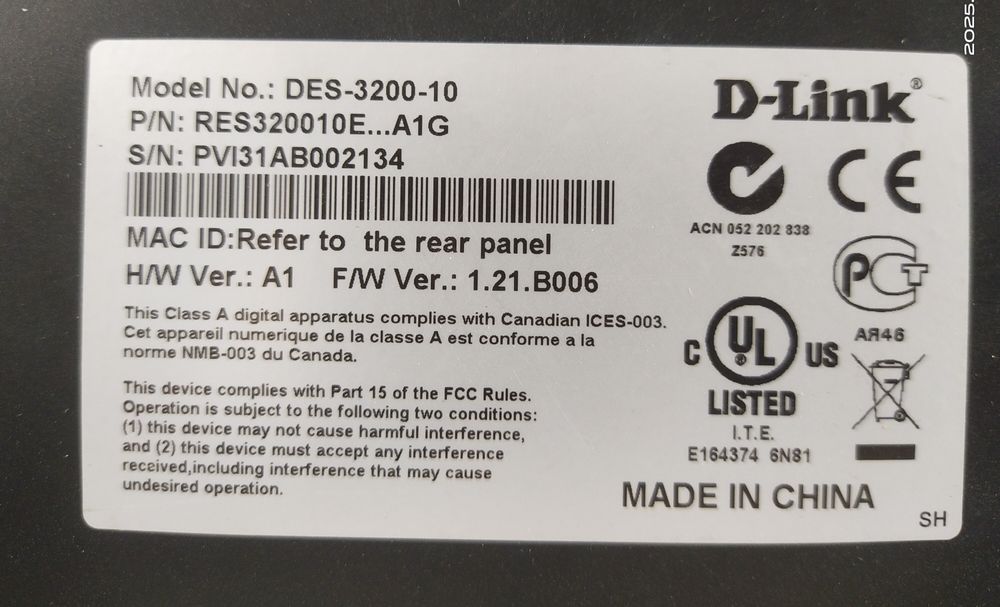 2025.
Model No.: DES-3200-10
P/N: RES320010E...A1G
S/N: PVI31AB002134
MAC ID:Refer to the rear panel
H/W Ver.: A1 F/W Ver.: 1.21.B006
This Class A digital apparatus complies with Canadian ICES-003.
Cet appareil numerique de la classe A est conforme a la
norme NMB-003 du Canada.
This device complies with Part 15 of the FCC Rules.
Operation is subject to the following two conditions:
(1) this device may not cause harmful interference,
and (2) this device must accept any interference
received,including interference that may cause
undesired operation.
D-Link®
CE
ACN 052 202 838
Z576
РСТ
АЯ46
C UL® US
LISTED
I.T.E.
E164374 6N81
MADE IN CHINA
SH